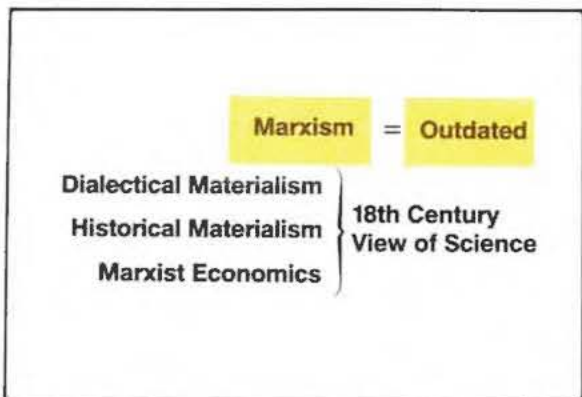 Marxism = Outdated
Dialectical Materialism
Historical Materialism
Marxist Economics
18th Century
View of Science